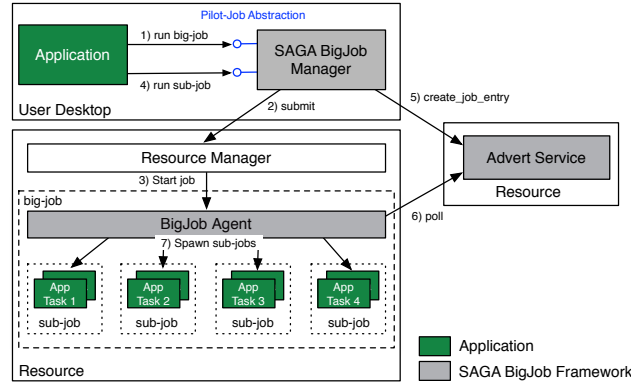 Pilot-Job Abstraction
1) run big-job
Application
SAGA BigJob
Manager
4) run sub-job
User Desktop
2) submit
5) create_job_entry
Resource Manager
Advert Service
3) Start job
Resource
big-job
BigJob Agent
6) poll
7) Spawn sub-jobs
App
Task 1
App
Task 2
App
Task 3
App
Task 4
sub-job
sub-job
sub-job
sub-job
Application
Resource
SAGA BigJob Framework